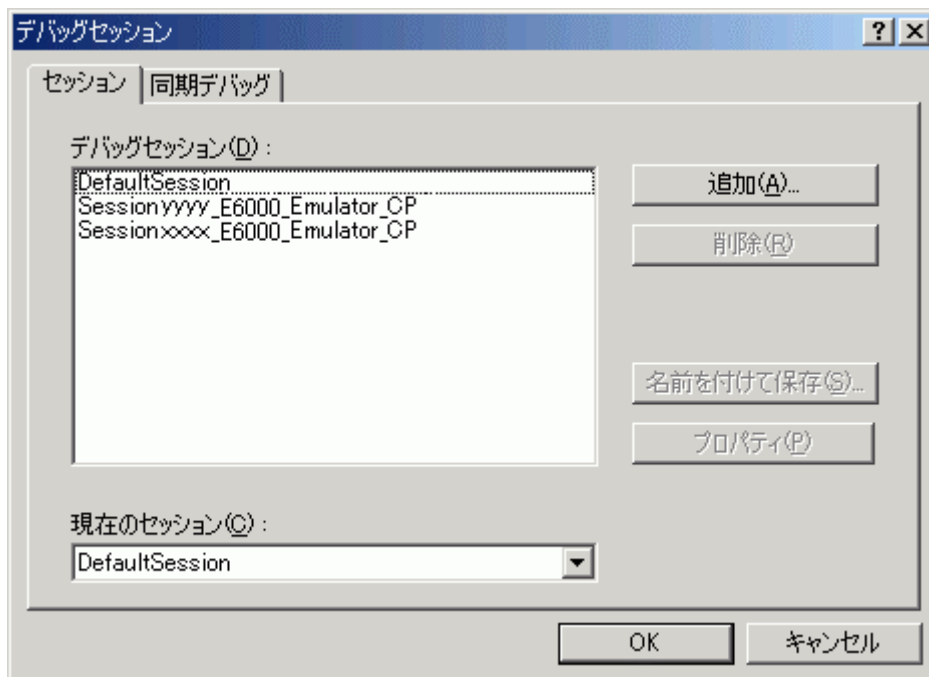 デバッグセッション
セッション
同期デバッグ
デバッグセッション(D) :
DefaultSession
Sessionyyyy_E6000_Emulator_CP
Sessionxxxx_E6000_Emulator_CP
追加(A)...
削除(R)
名前を付けて保存(S)...
プロパティ(P)
現在のセッション(C) :
DefaultSession
OK
キャンセル